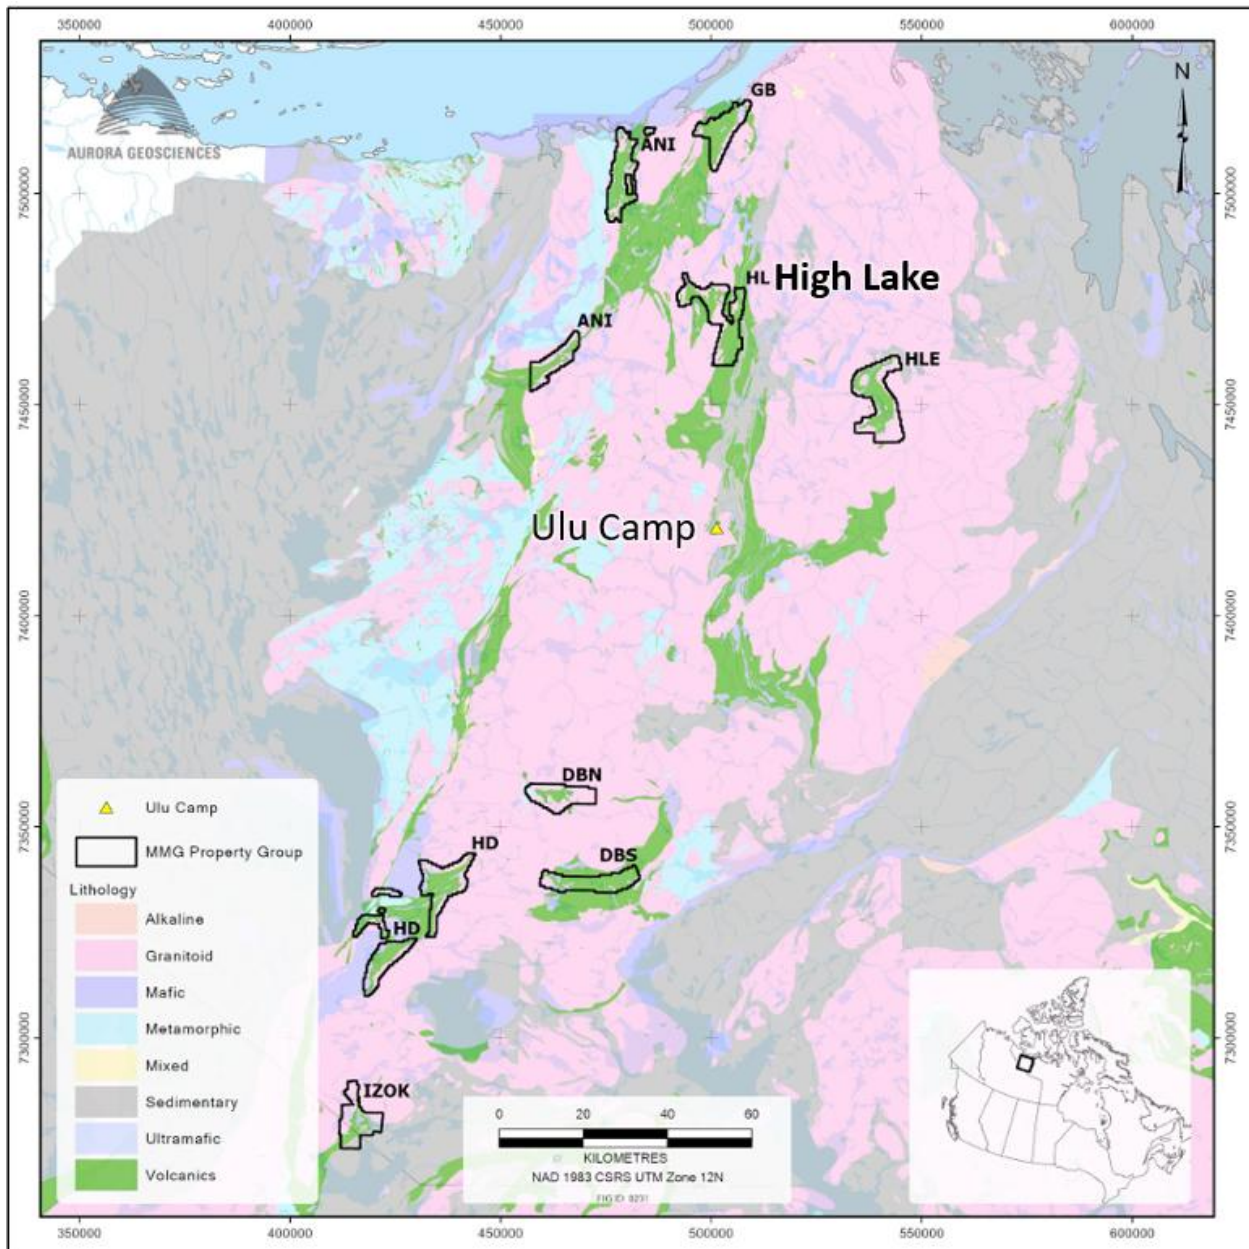 350000 400000 450000 500000 550000 600000
N
GB
AURORA GEOSCIENCES
ANI
7500000 7500000
HL High Lake
ANI
HLE
7450000 7450000
Ulu Camp
7400000 7400000
DBN
Ulu Camp
7350000 7350000
MMG Property Group
HD
DBS
Lithology
Alkaline
HD
Granitoid
Mafic
Metamorphic
7300000 7300000
Mixed
IZOK
Sedimentary
0 20 40 60
Ultramafic
KILOMETRES
Volcanics
NAD 1983 CSRS UTM Zone 12N
350000 400000 450000 500000 550000 600000